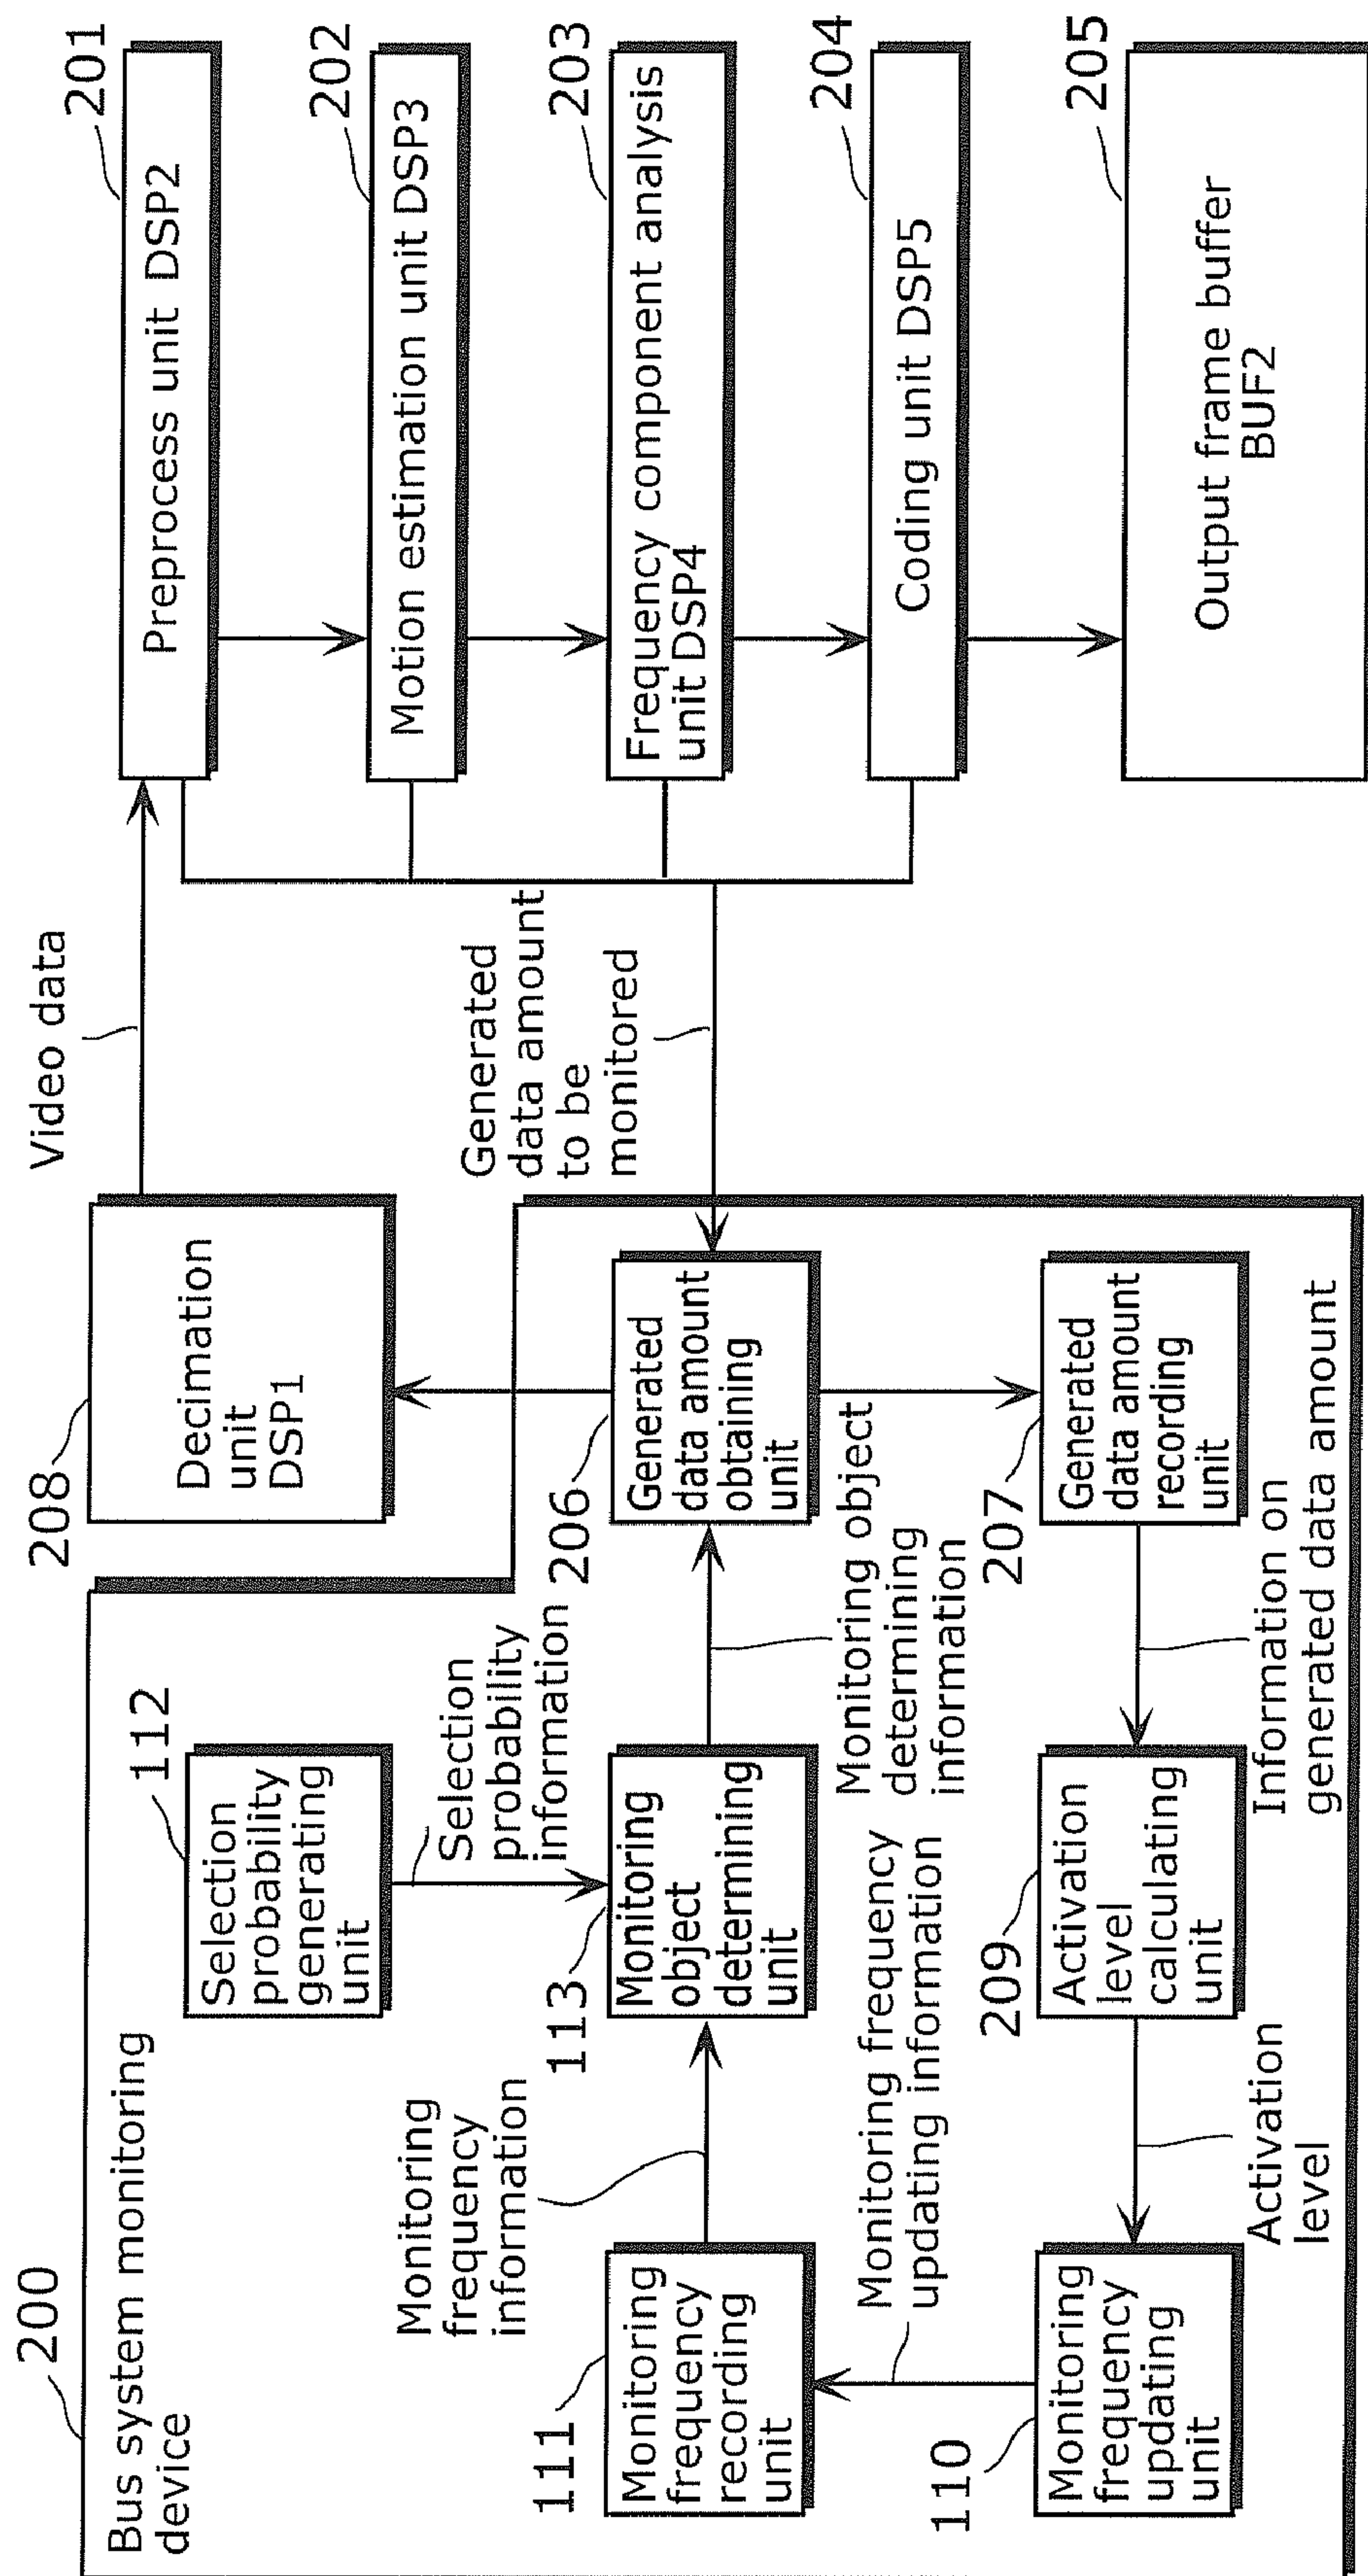 200
Bus system monitoring
device
112
Selection
probability
generating
unit
Selection
probability
information
208
Decimation
unit
DSP1
Video data
201
Preprocess unit DSP2
202
Motion estimation unit DSP3
203
Frequency component analysis
unit DSP4
204
Coding unit DSP5
205
Output frame buffer
BUF2
Generated
data amount
to be
monitored
Monitoring
frequency
information
111
Monitoring
frequency
recording
unit
113
Monitoring
object
determining
unit
206
Generated
data amount
obtaining
unit
Monitoring object
determining
information
Monitoring frequency
updating information
110
Monitoring
frequency
updating
unit
Activation
level
209
Activation
level
calculating
unit
207
Generated
data amount
recording
unit
Information on
generated data amount